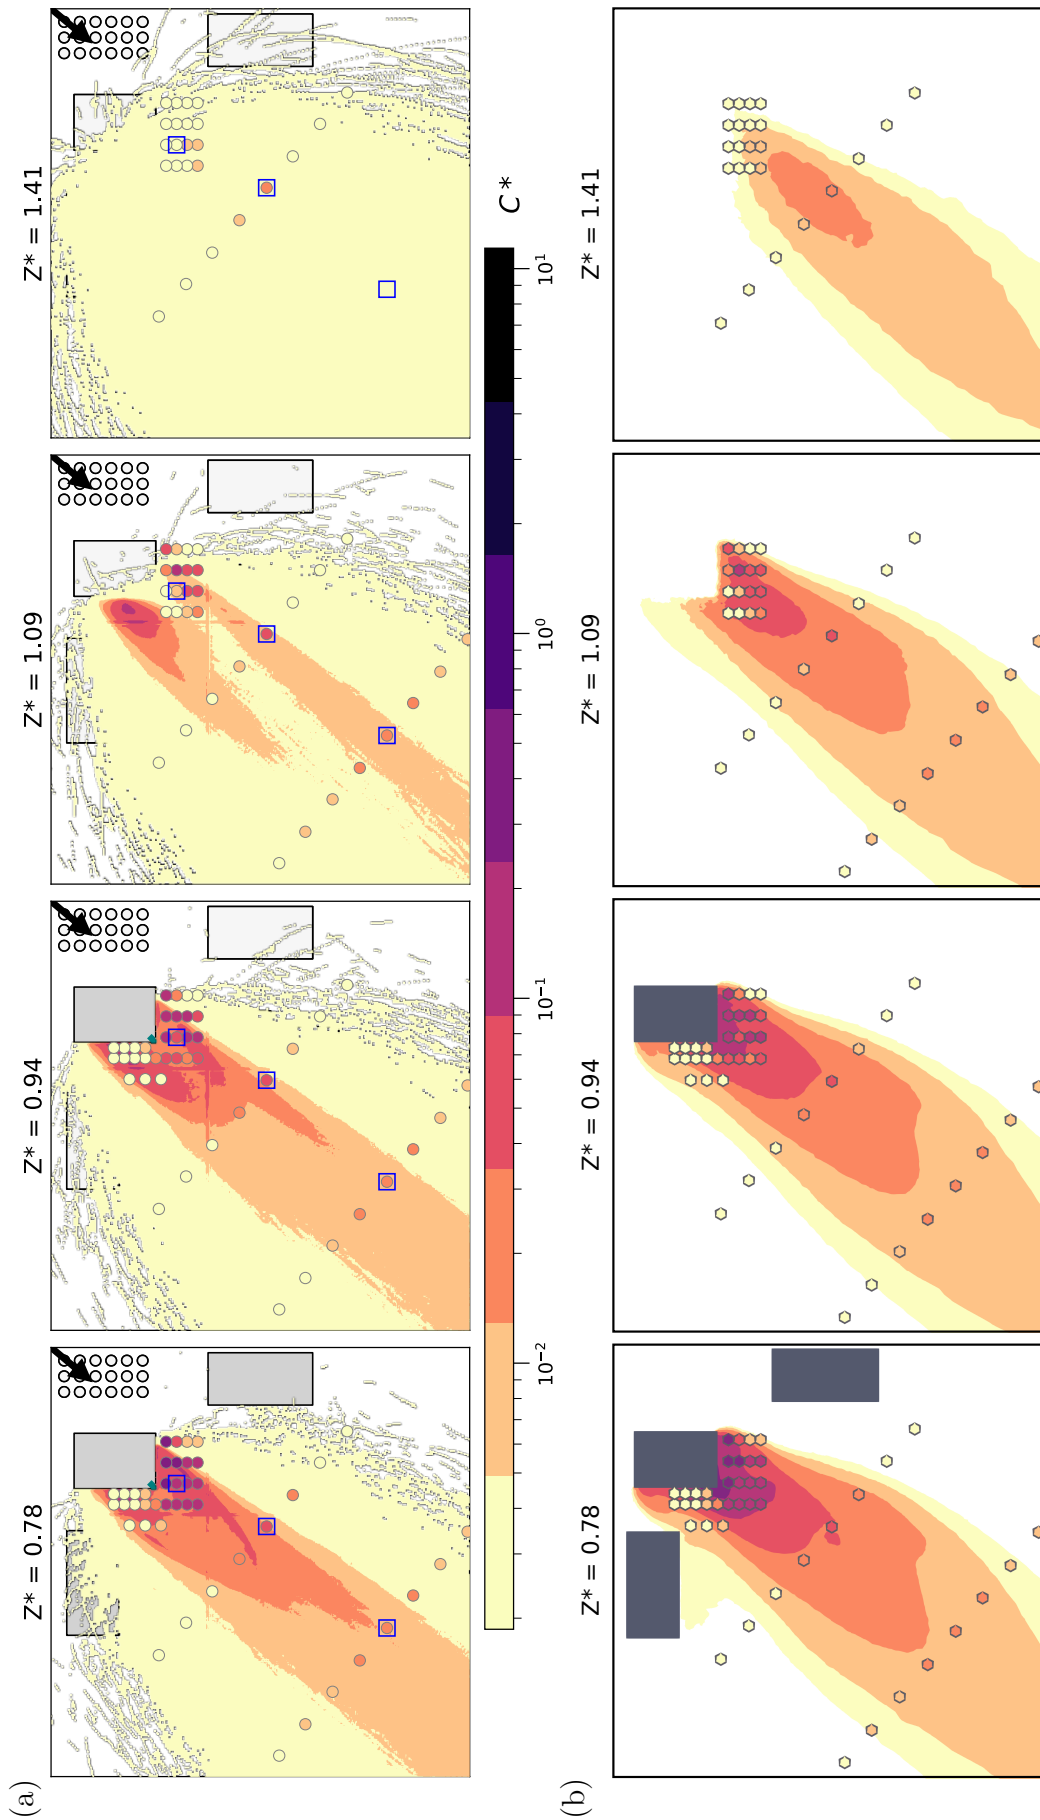 (a)
Z* = 0.78 Z* = 0.94 Z* = 1.09 Z* = 1.41
C*
10⁻² 10⁻¹ 10⁰ 10¹
(b)
Z* = 0.78 Z* = 0.94 Z* = 1.09 Z* = 1.41